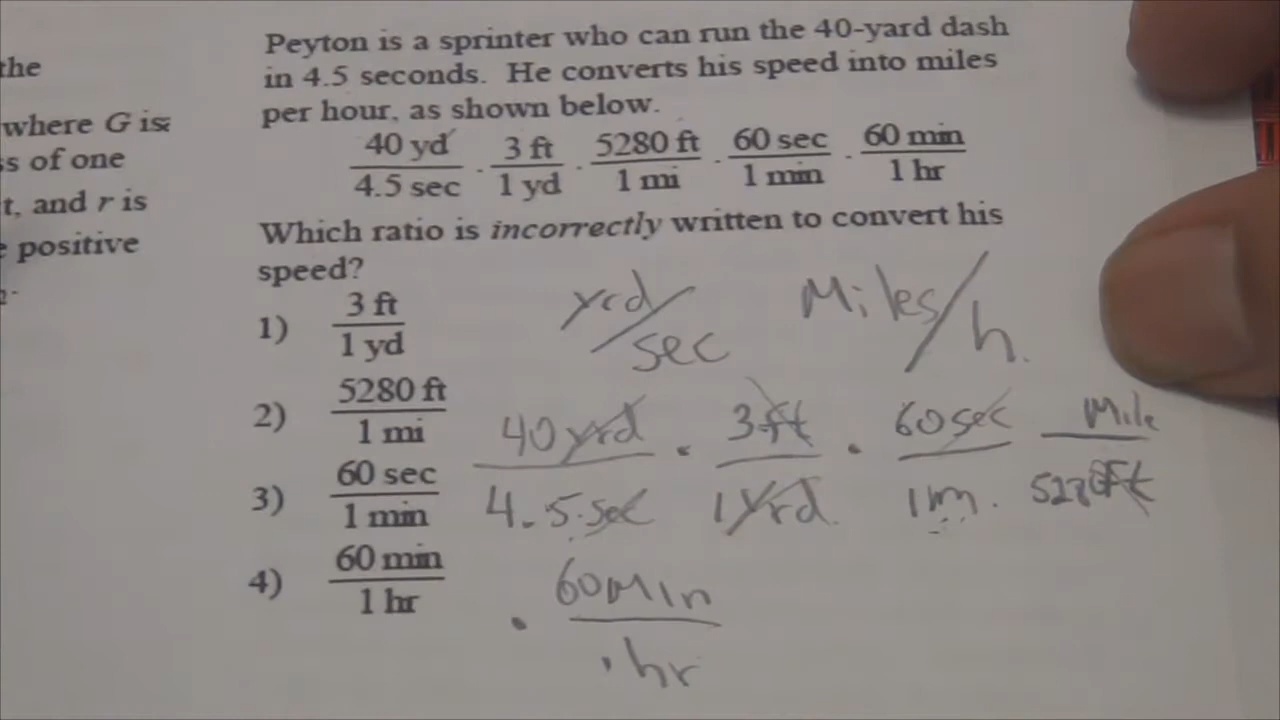 the
where G is
s of one
t, and r is
e positive
Peyton is a sprinter who can run the 40-yard dash
in 4.5 seconds. He converts his speed into miles
per hour, as shown below.
40 yd / 4.5 sec · 3 ft / 1 yd · 5280 ft / 1 mi · 60 sec / 1 min · 60 min / 1 hr
Which ratio is incorrectly written to convert his
speed?
1) 3 ft / 1 yd
2) 5280 ft / 1 mi
3) 60 sec / 1 min
4) 60 min / 1 hr
yrd / sec Miles / h.
40 yrd / 4.5 sec · 3 ft / 1 yrd · 60 sec / 1 m. Mile / 5280 ft
· 60 Min / hr